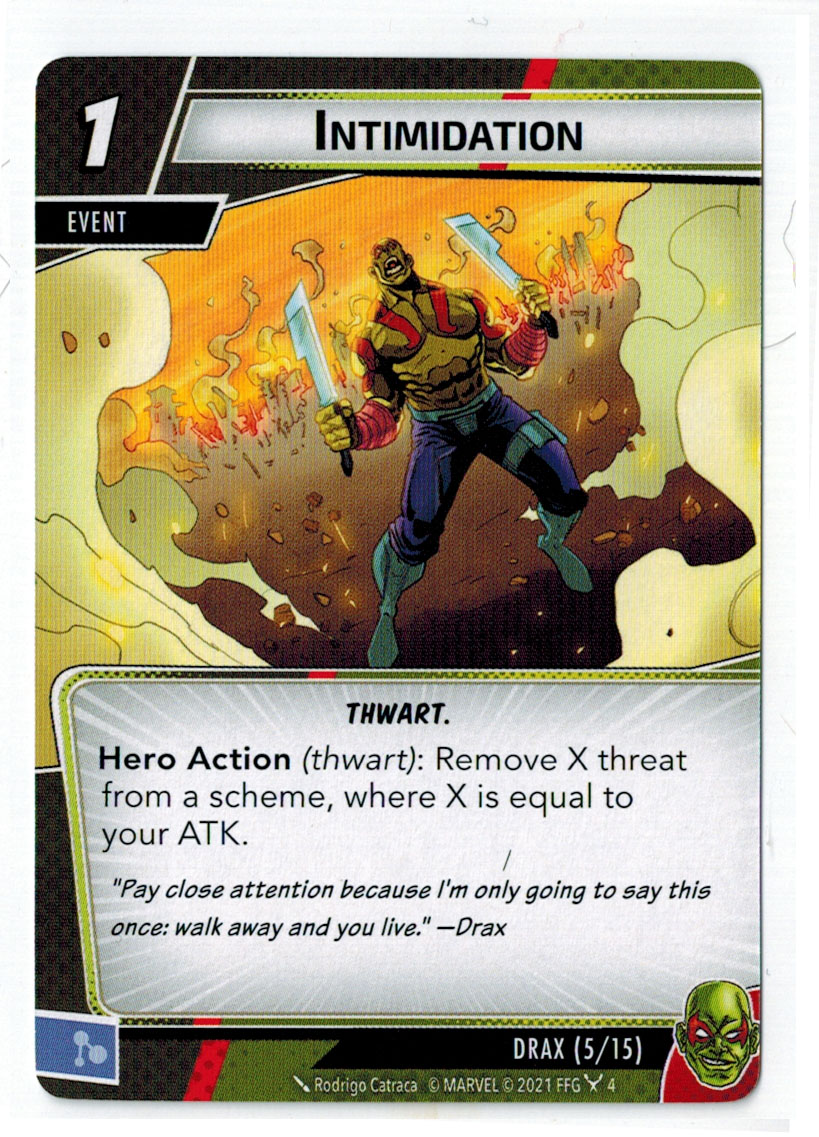 1
INTIMIDATION
EVENT
THWART.
Hero Action (thwart): Remove X threat
from a scheme, where X is equal to
your ATK.
"Pay close attention because I'm only going to say this
once: walk away and you live." —Drax
DRAX (5/15)
Rodrigo Catraca © MARVEL © 2021 FFG 4